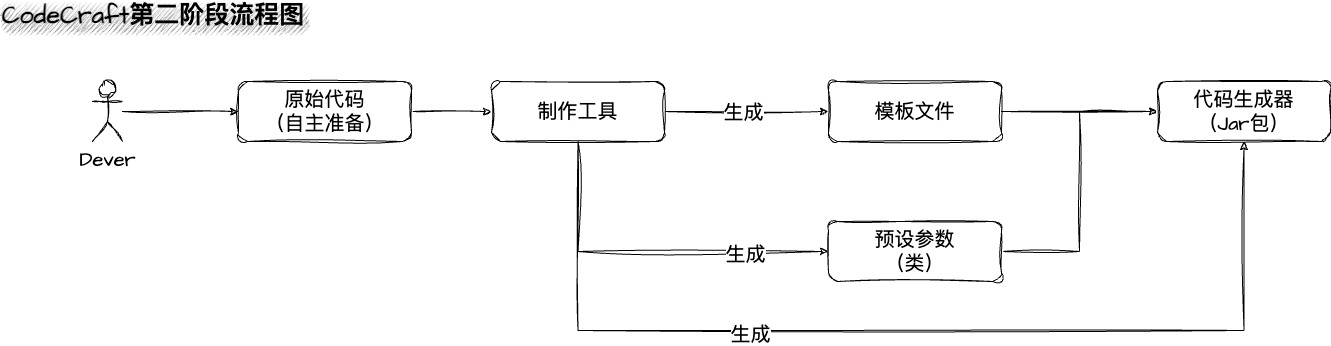 CodeCraft第二阶段流程图
原始代码
（自主准备）
制作工具
生成
模板文件
代码生成器
（Jar包）
Dever
生成
预设参数
（类）
生成